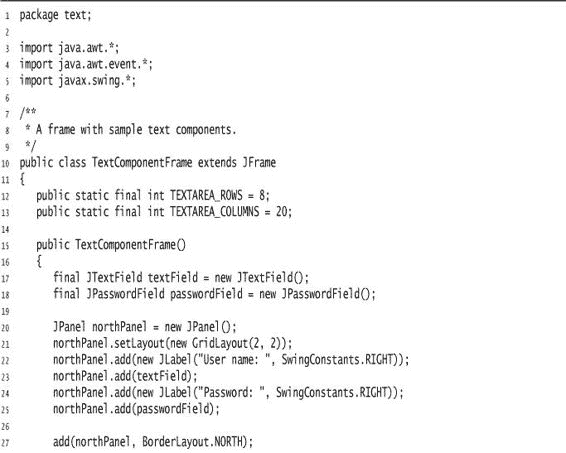 1 package text;
2
3 import java.awt.*;
4 import java.awt.event.*;
5 import javax.swing.*;
6
7 /**
8  * A frame with sample text components.
9  */
10 public class TextComponentFrame extends JFrame
11 {
12    public static final int TEXTAREA_ROWS = 8;
13    public static final int TEXTAREA_COLUMNS = 20;
14
15    public TextComponentFrame()
16    {
17       final JTextField textField = new JTextField();
18       final JPasswordField passwordField = new JPasswordField();
19
20       JPanel northPanel = new JPanel();
21       northPanel.setLayout(new GridLayout(2, 2));
22       northPanel.add(new JLabel("User name: ", SwingConstants.RIGHT));
23       northPanel.add(textField);
24       northPanel.add(new JLabel("Password: ", SwingConstants.RIGHT));
25       northPanel.add(passwordField);
26
27       add(northPanel, BorderLayout.NORTH);